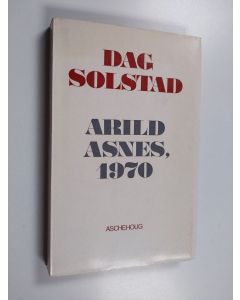 DAG
SOLSTAD
ARILD
ASNES,
1970
ASCHEHOUG